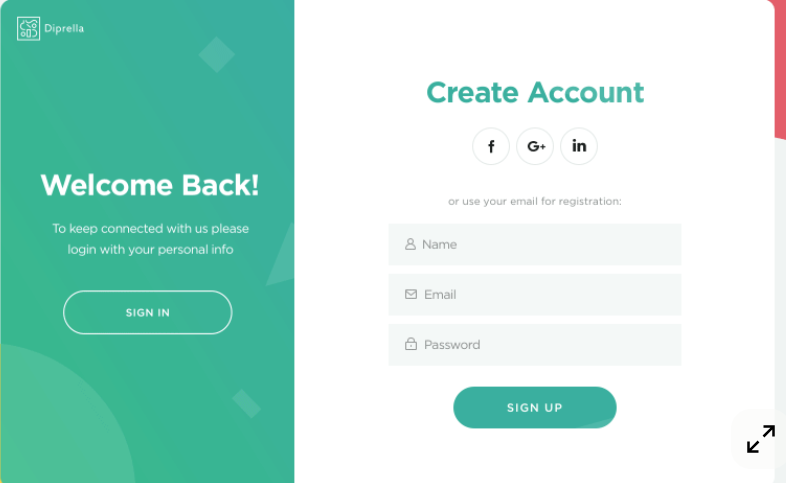 Diprella
Welcome Back!
To keep connected with us please
login with your personal info
SIGN IN
Create Account
f
G+
in
or use your email for registration:
Name
Email
Password
SIGN UP